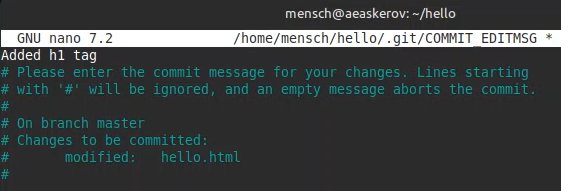 mensch@aeaskerov: ~/hello
GNU nano 7.2 /home/mensch/hello/.git/COMMIT_EDITMSG *
Added h1 tag
# Please enter the commit message for your changes. Lines starting
# with '#' will be ignored, and an empty message aborts the commit.
#
# On branch master
# Changes to be committed:
#       modified:   hello.html
#